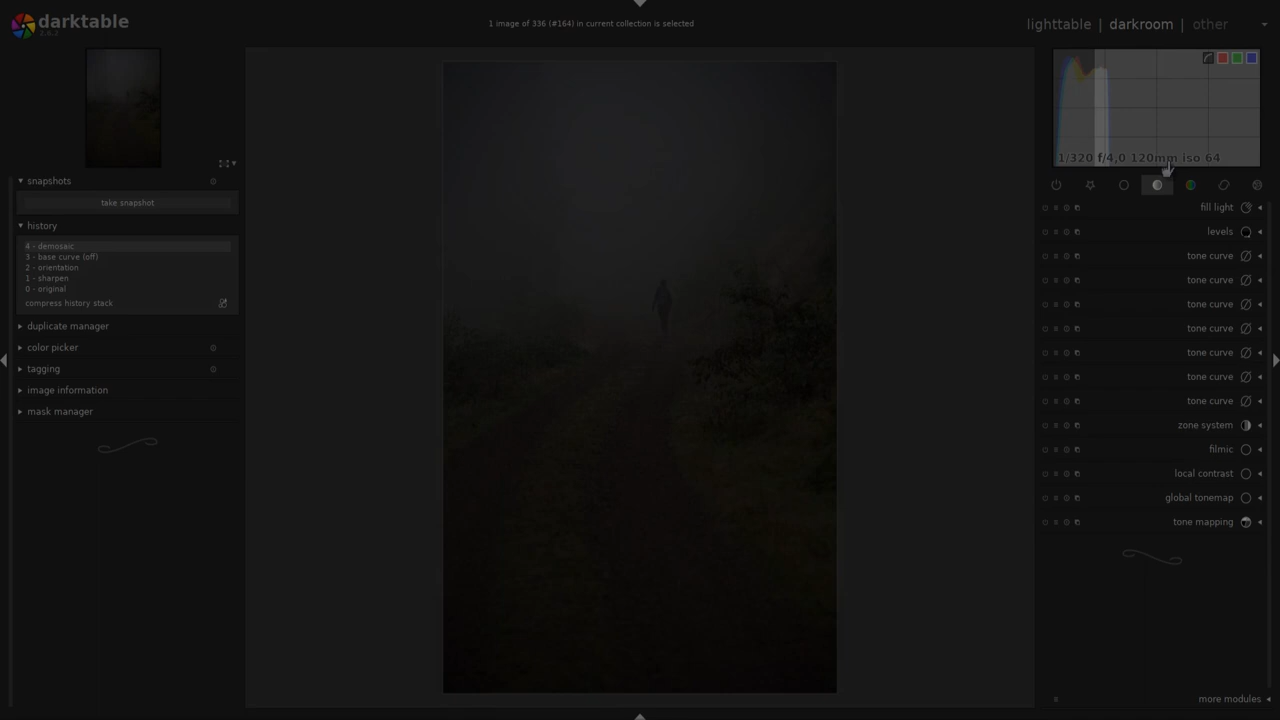 darktable
2.6.2
1 image of 336 (#164) in current collection is selected
lighttable | darkroom | other
1/320 f/4,0 120mm iso 64
snapshots
take snapshot
history
4 - demosaic
3 - base curve (off)
2 - orientation
1 - sharpen
0 - original
compress history stack
duplicate manager
color picker
tagging
image information
mask manager
fill light
levels
tone curve
tone curve
tone curve
tone curve
tone curve
tone curve
tone curve
zone system
filmic
local contrast
global tonemap
tone mapping
more modules